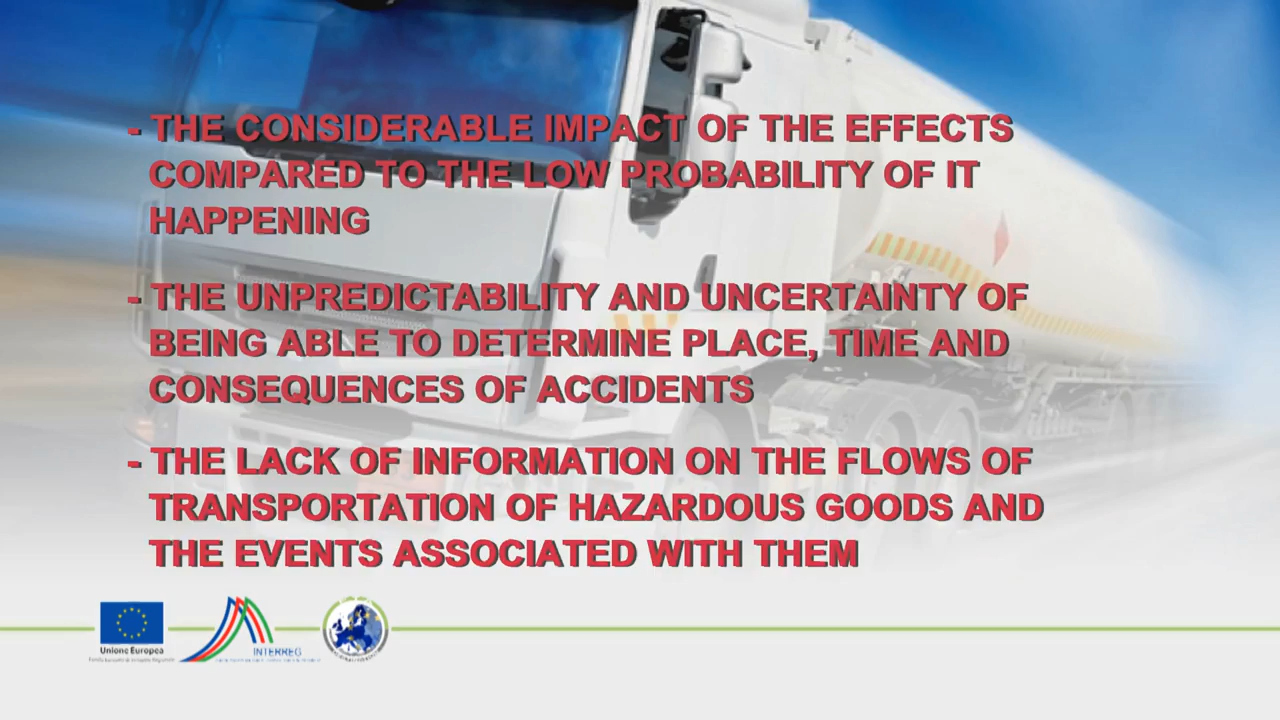 - THE CONSIDERABLE IMPACT OF THE EFFECTS
COMPARED TO THE LOW PROBABILITY OF IT
HAPPENING
- THE UNPREDICTABILITY AND UNCERTAINTY OF
BEING ABLE TO DETERMINE PLACE, TIME AND
CONSEQUENCES OF ACCIDENTS
- THE LACK OF INFORMATION ON THE FLOWS OF
TRANSPORTATION OF HAZARDOUS GOODS AND
THE EVENTS ASSOCIATED WITH THEM
Unione Europea
INTERREG